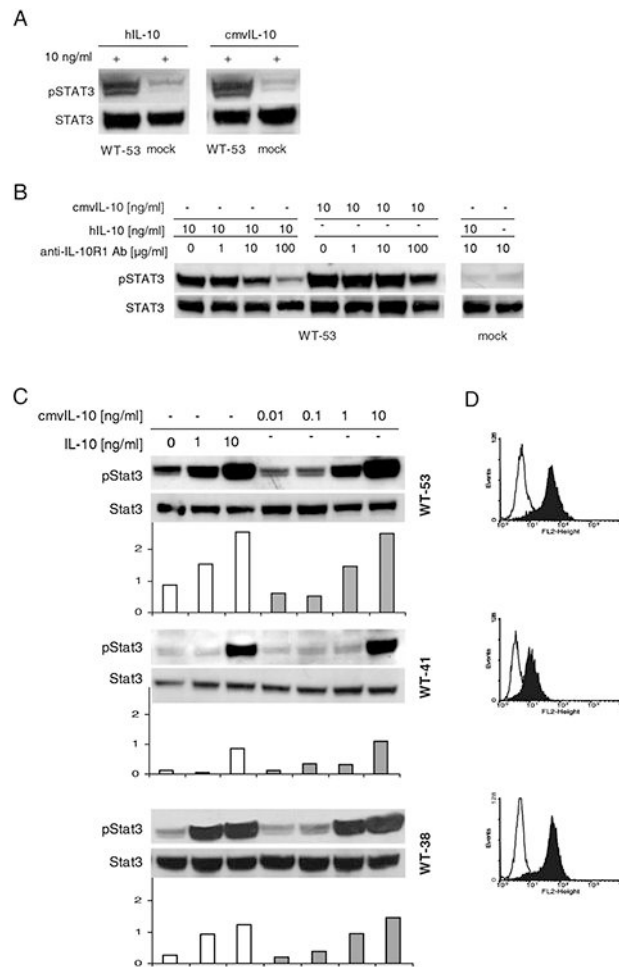 A
hIL-10 cmvIL-10
10 ng/ml + + + +
pSTAT3
STAT3
WT-53 mock WT-53 mock
B
cmvIL-10 [ng/ml] - - - - 10 10 10 10 - -
hIL-10 [ng/ml] 10 10 10 10 - - - - 10 -
anti-IL-10R1 Ab [µg/ml] 0 1 10 100 0 1 10 100 10 10
pSTAT3
STAT3
WT-53 mock
C
cmvIL-10 [ng/ml] - - - 0.01 0.1 1 10
IL-10 [ng/ml] 0 1 10 - - - -
pStat3
Stat3
WT-53
2
1
0
pStat3
Stat3
WT-41
2
1
0
pStat3
Stat3
WT-38
2
1
0
D
128
Events
FL2-Height
128
Events
FL2-Height
128
Events
FL2-Height